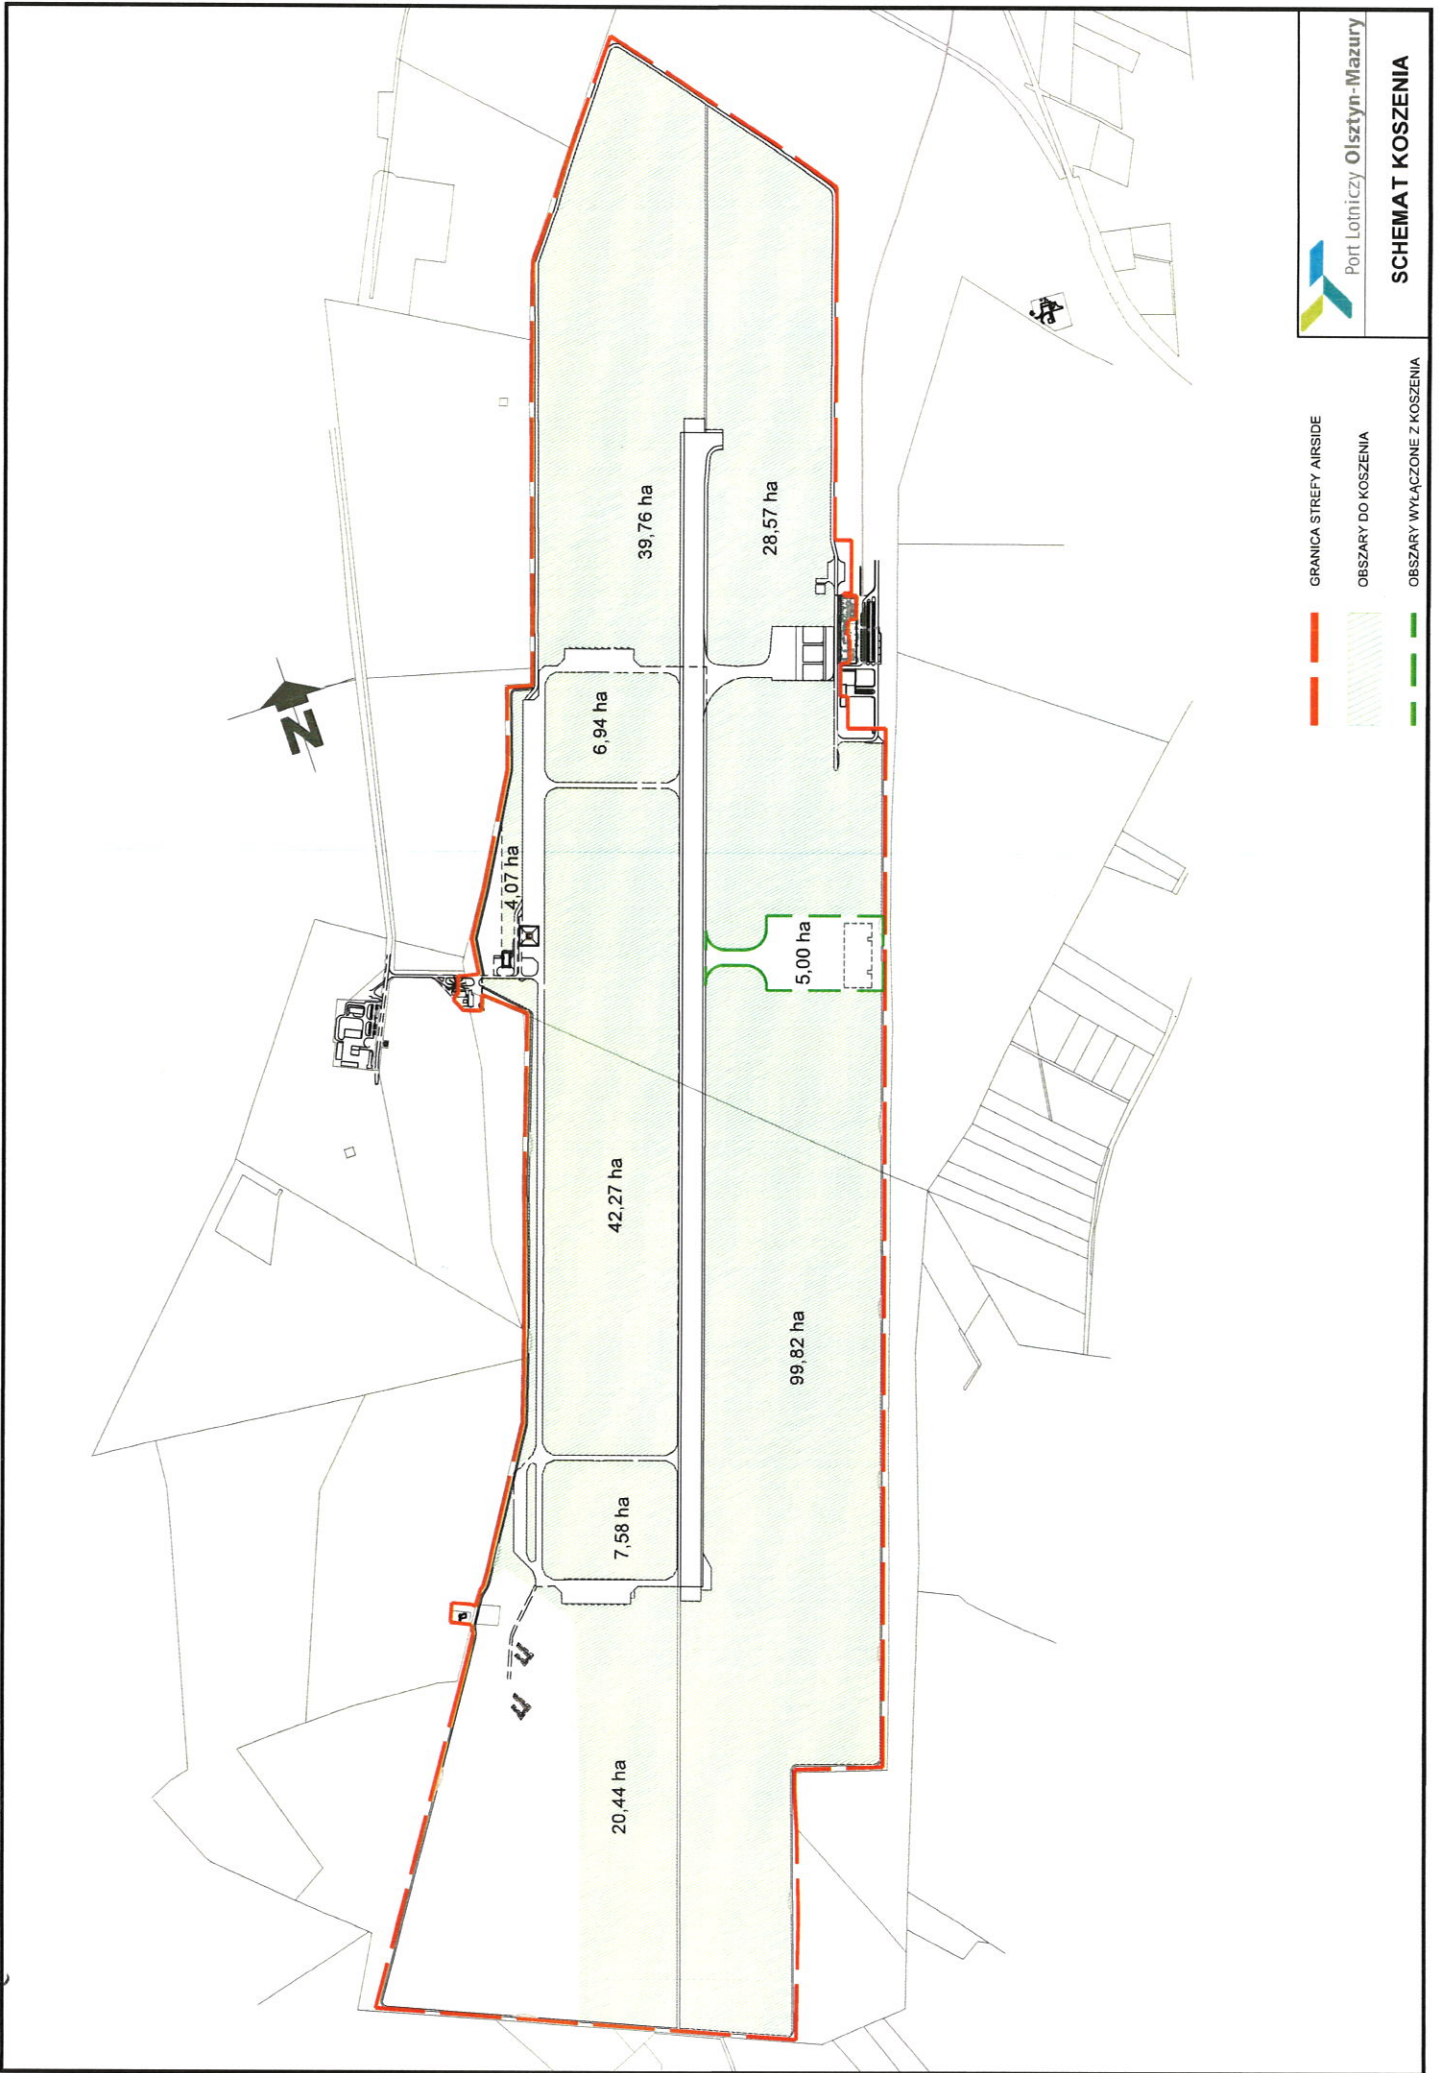 Port Lotniczy Olsztyn-Mazury
SCHEMAT KOSZENIA
GRANICA STREFY AIRSIDE
OBSZARY DO KOSZENIA
OBSZARY WYŁĄCZONE Z KOSZENIA
N
20,44 ha
7,58 ha
42,27 ha
4,07 ha
6,94 ha
39,76 ha
28,57 ha
5,00 ha
99,82 ha